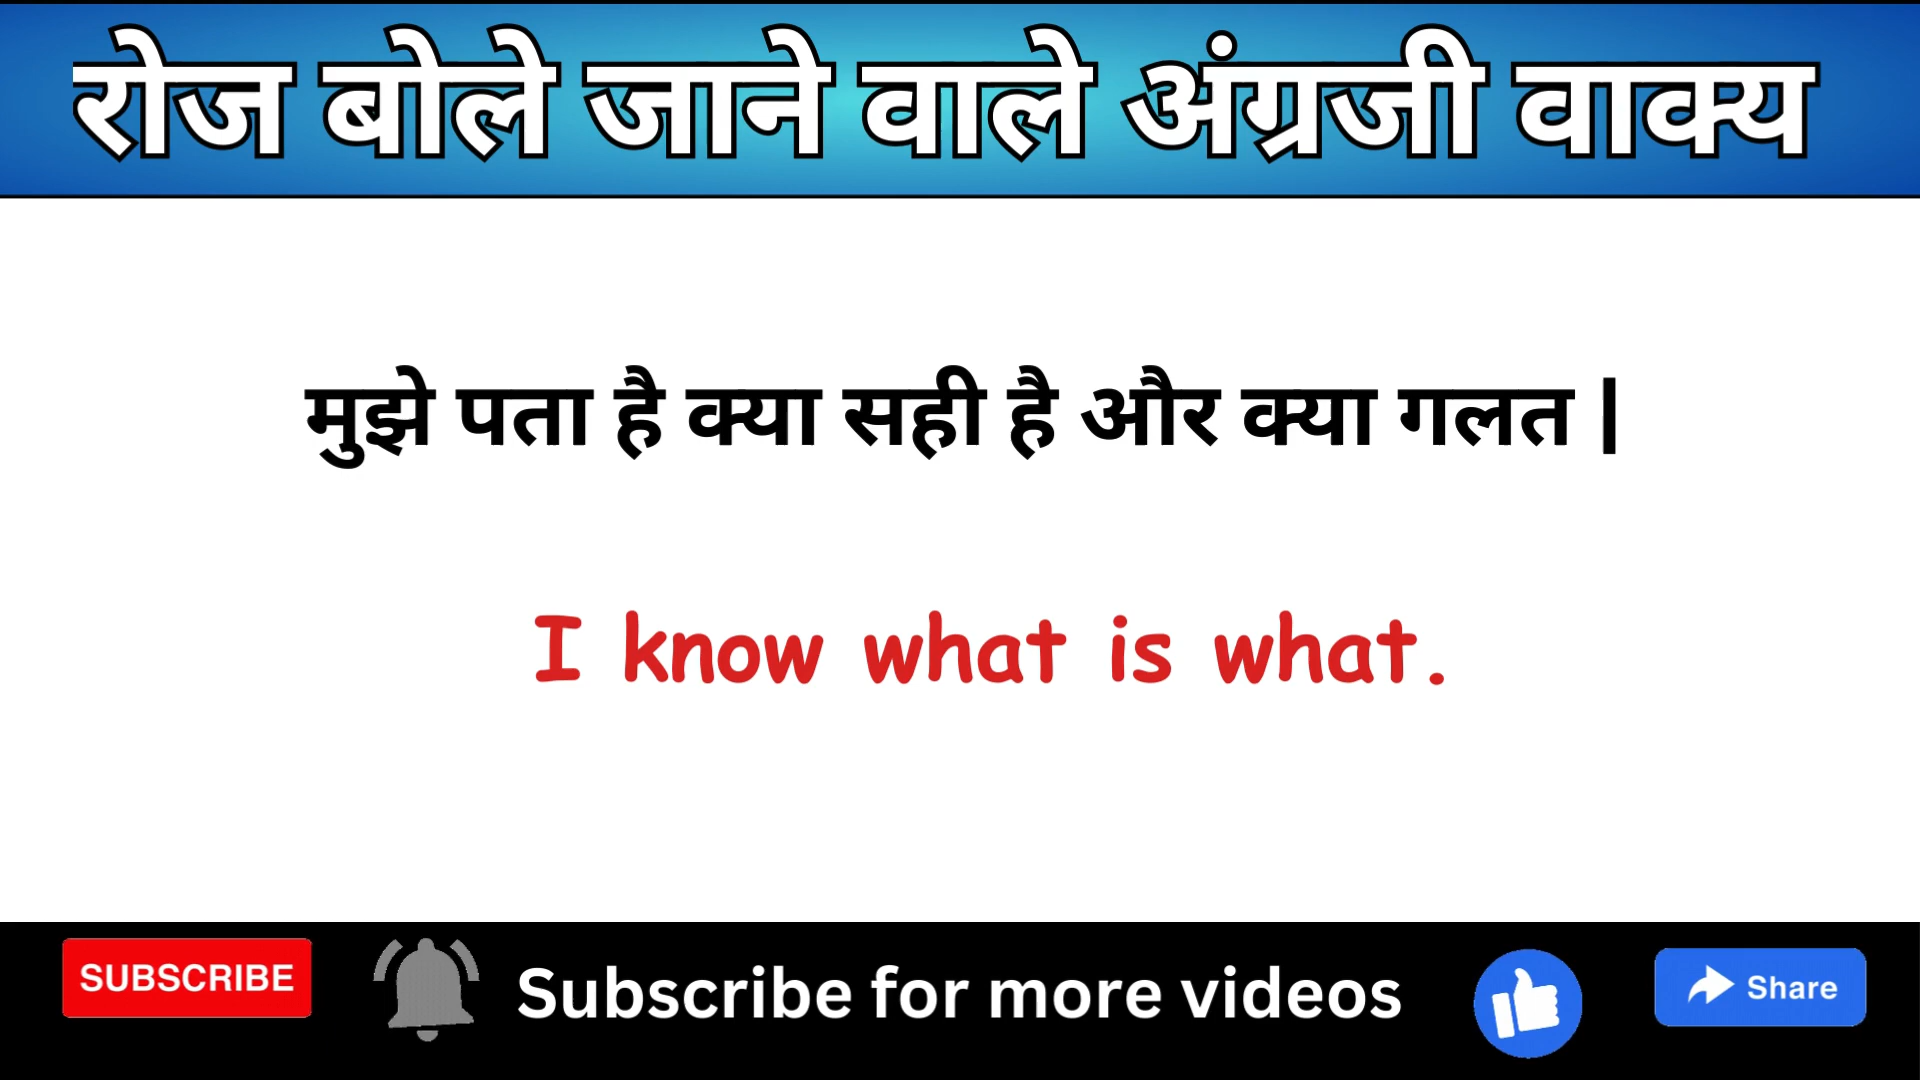 रोज बोले जाने वाले अंग्रजी वाक्य
मुझे पता है क्या सही है और क्या गलत |
I know what is what.
SUBSCRIBE
Subscribe for more videos
Share